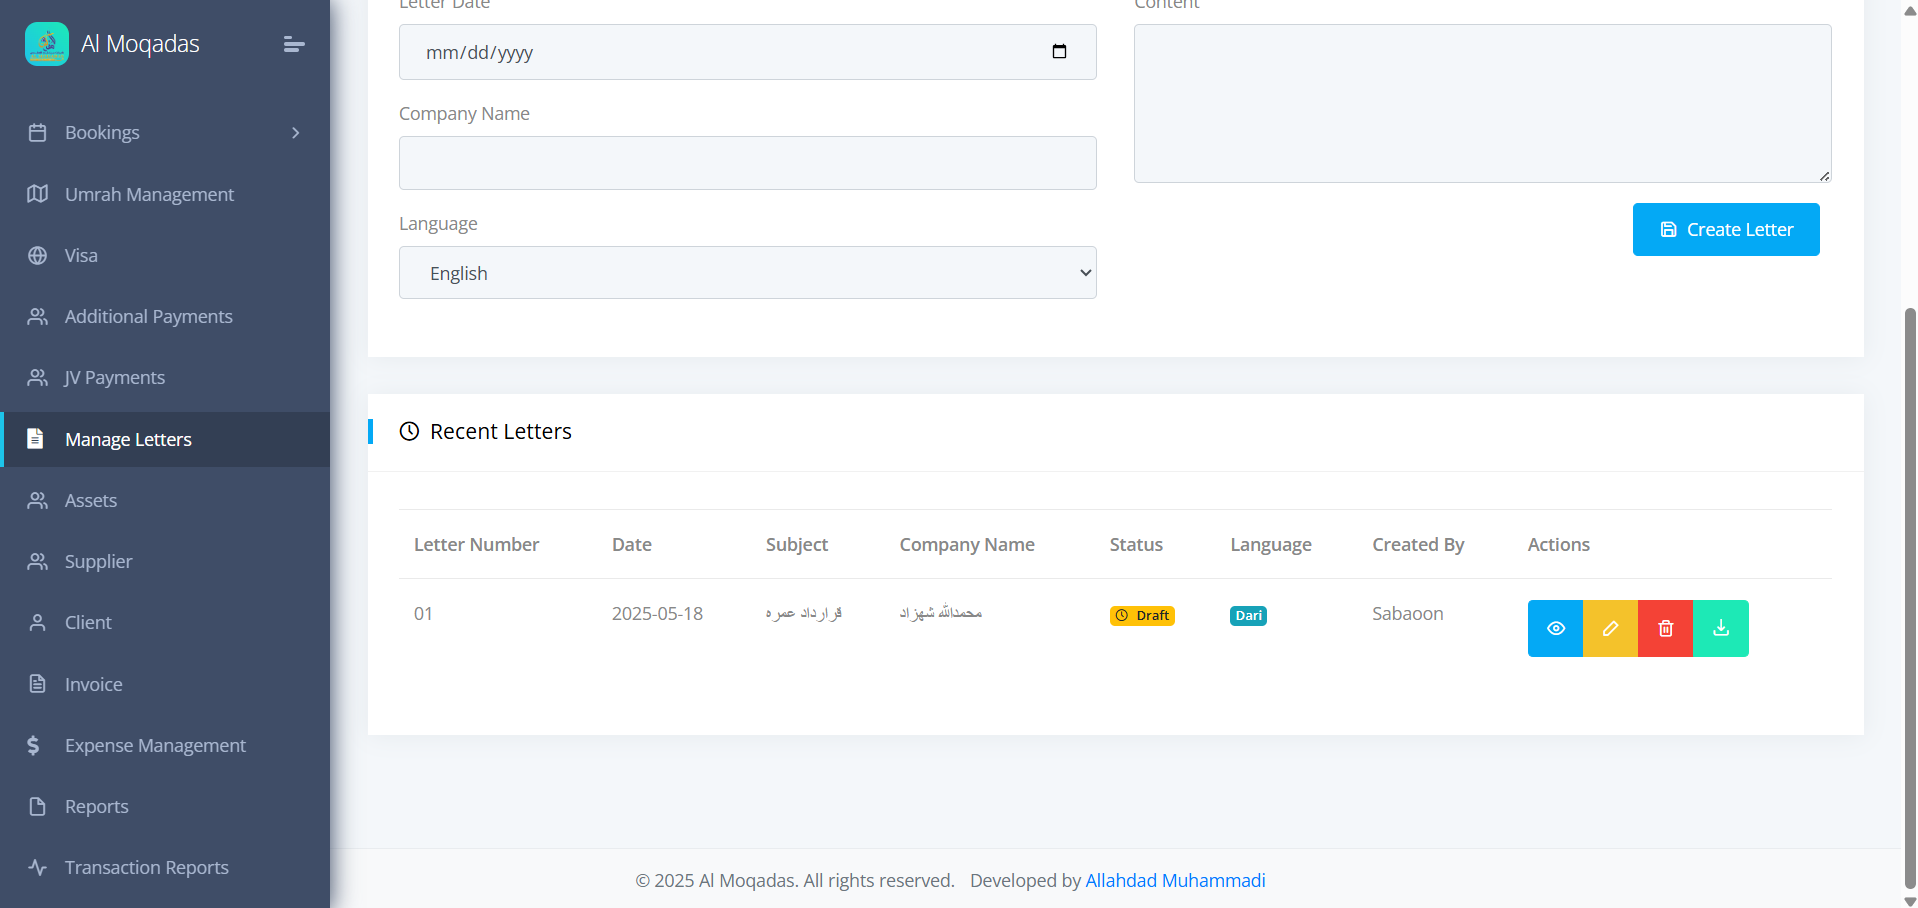 Al Moqadas
Bookings
Umrah Management
Visa
Additional Payments
JV Payments
Manage Letters
Assets
Supplier
Client
Invoice
Expense Management
Reports
Transaction Reports
Letter Date
mm/dd/yyyy
Company Name
Language
English
Content
Create Letter
Recent Letters
Letter Number Date Subject Company Name Status Language Created By Actions
01 2025-05-18 قرارداد عمره محمدالله شهزاد Draft Dari Sabaoon
© 2025 Al Moqadas. All rights reserved. Developed by Allahdad Muhammadi